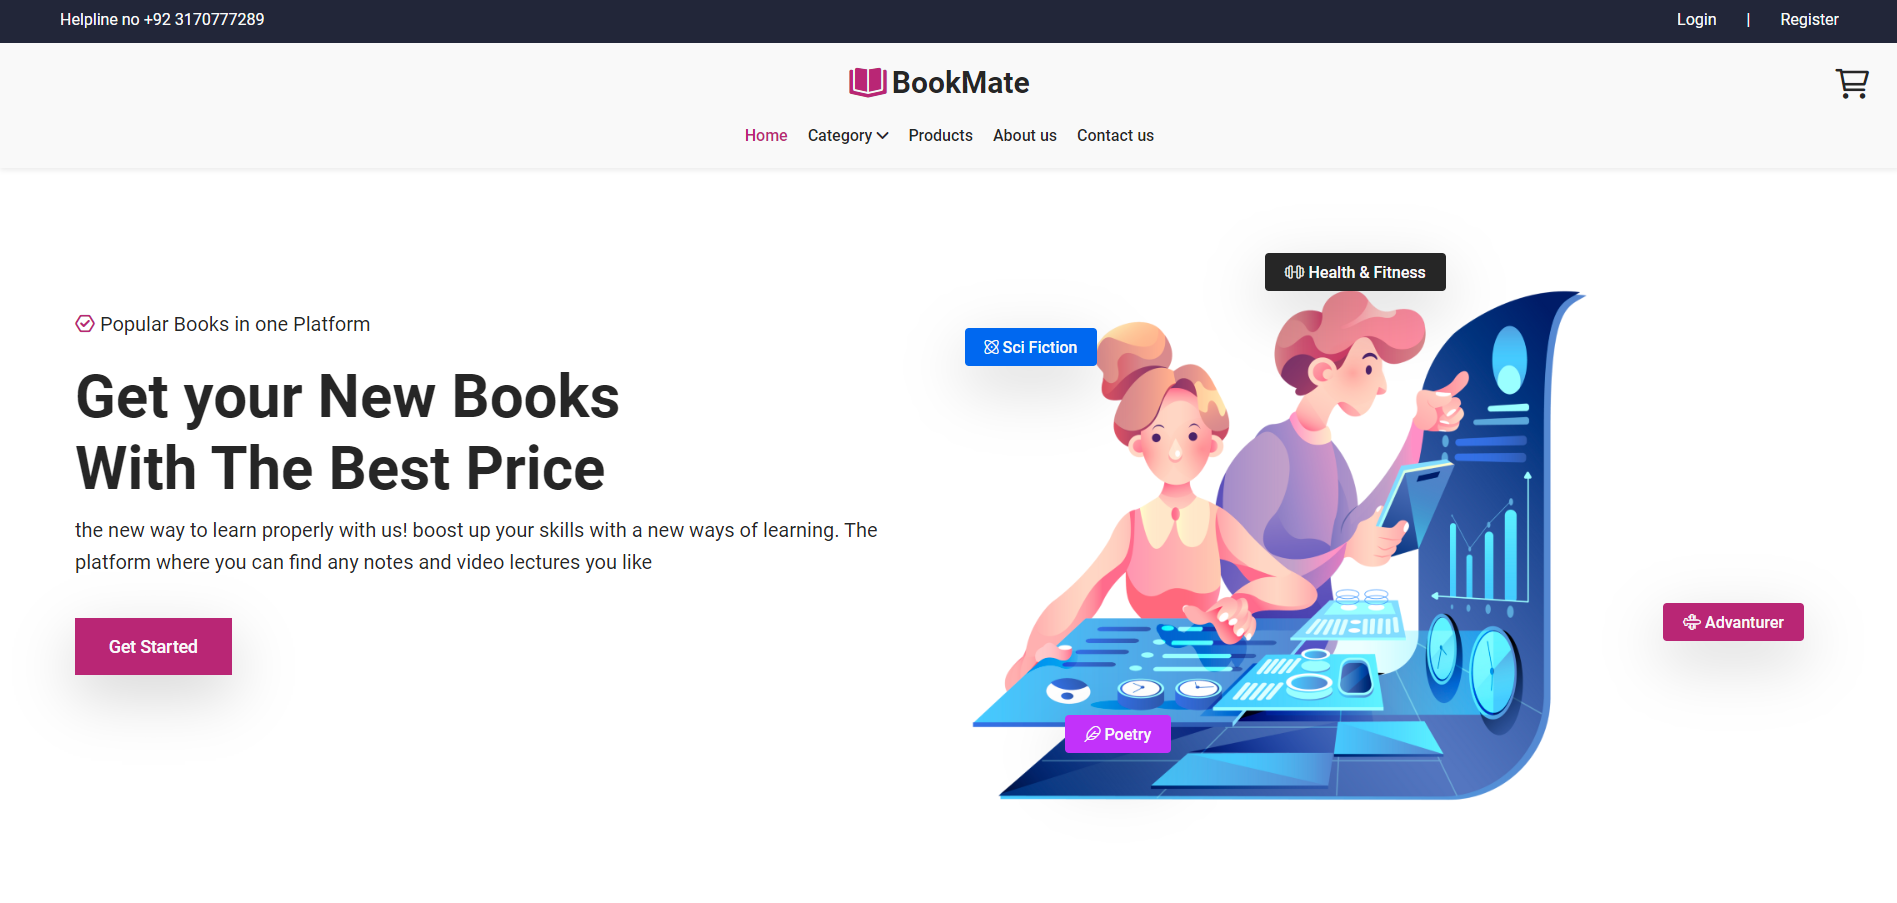 Helpline no +92 3170777289
Login | Register
BookMate
Home Category Products About us Contact us
Health & Fitness
Sci Fiction
Popular Books in one Platform
Get your New Books
With The Best Price
the new way to learn properly with us! boost up your skills with a new ways of learning. The
platform where you can find any notes and video lectures you like
Get Started
Advanturer
Poetry